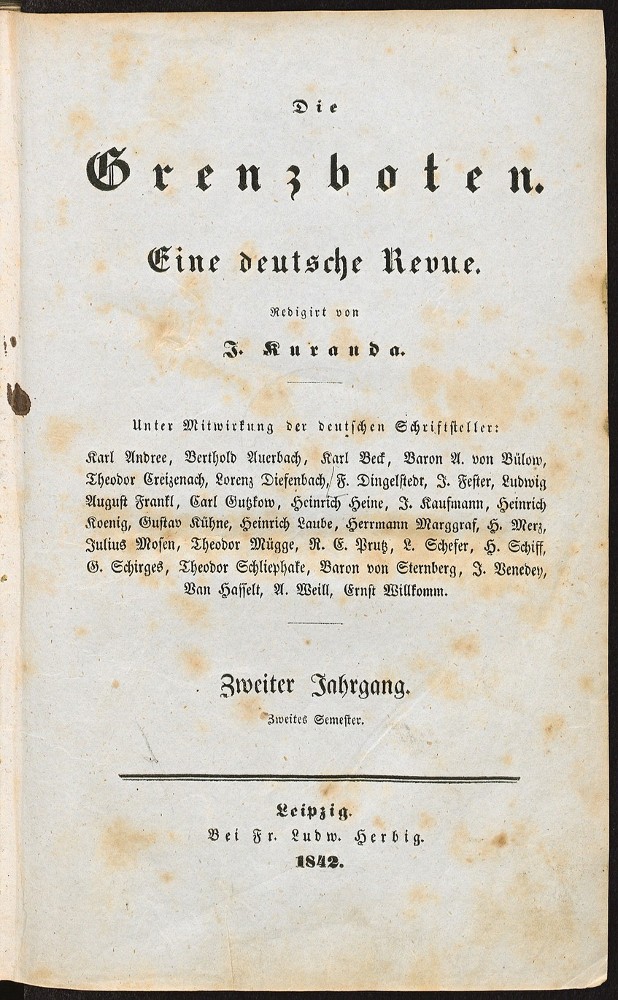 Die
Grenzboten.
Eine deutsche Revue.
Redigirt von
J. Kuranda.
Unter Mitwirkung der deutschen Schriftsteller:
Karl Andree, Berthold Auerbach, Karl Beck, Baron A. von Bülow,
Theodor Creizenach, Lorenz Diefenbach, F. Dingelstedt, J. Fester, Ludwig
August Frankl, Carl Gutzkow, Heinrich Heine, J. Kaufmann, Heinrich
Koenig, Gustav Kühne, Heinrich Laube, Herrmann Marggraf, H. Merz,
Julius Mosen, Theodor Mügge, R. E. Prutz, L. Schefer, H. Schiff,
G. Schirges, Theodor Schliephake, Baron von Sternberg, J. Venedey,
Van Hasselt, A. Weill, Ernst Willkomm.
Zweiter Jahrgang.
Zweites Semester.
Leipzig.
Bei Fr. Ludw. Herbig.
1842.